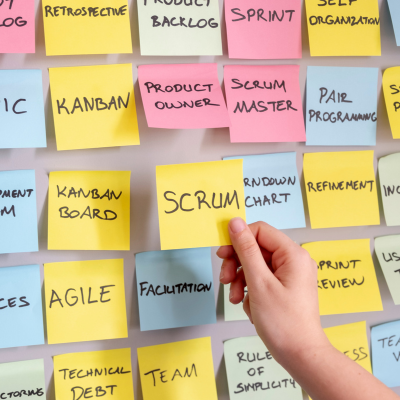 LOG
RETROSPECTIVE
PRODUCT
BACKLOG
SPRINT
SELF
ORGANIZATION
IC
KANBAN
PRODUCT
OWNER
SCRUM
MASTER
PAIR
PROGRAMMING
KANBAN
BOARD
SCRUM
CHART
REFINEMENT
AGILE
FACILITATION
SPRINT
REVIEW
TECHNICAL
DEBT
TEAM
RULE
OF
SIMPLICITY